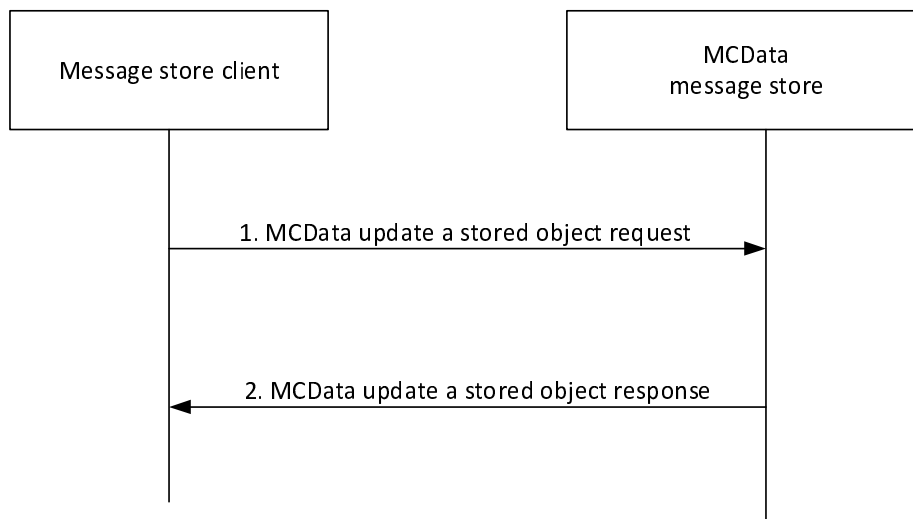 Message store client
MCData
message store
1. MCData update a stored object request
2. MCData update a stored object response